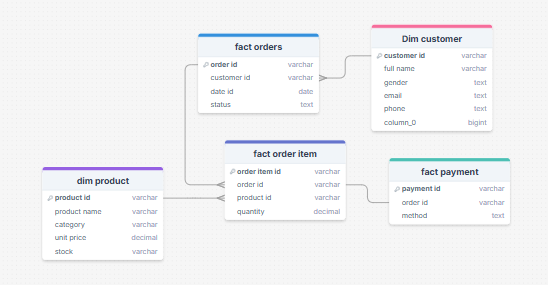 fact orders
order id varchar
customer id varchar
date id date
status text
Dim customer
customer id varchar
full name varchar
gender text
email text
phone text
column_0 bigint
fact order item
order item id varchar
order id varchar
product id varchar
quantity decimal
dim product
product id varchar
product name varchar
category varchar
unit price decimal
stock varchar
fact payment
payment id varchar
order id varchar
method text